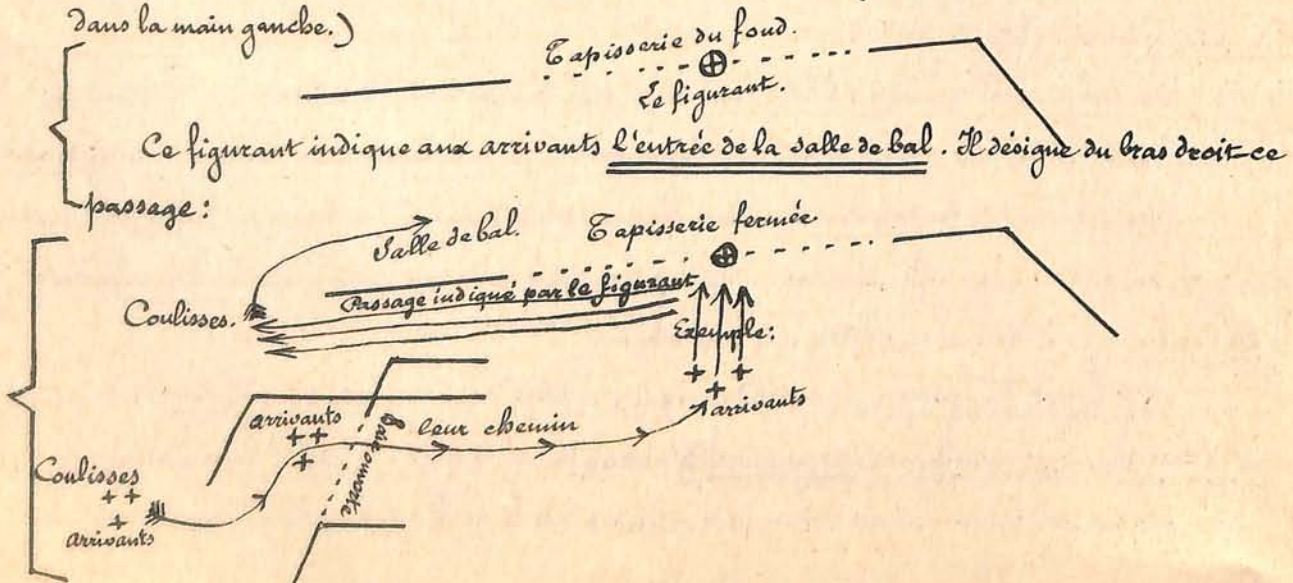 dans la main gauche.)
Tapisserie du fond.
Le figurant.
Ce figurant indique aux arrivants l'entrée de la salle de bal. Il désigne du bras droit ce
passage:
Salle de bal.
Tapisserie fermée
Passage indiqué par le figurant
Coulisses.
Exemple:
arrivants
arrivants
Baie ouverte
leur chemin
Coulisses
arrivants